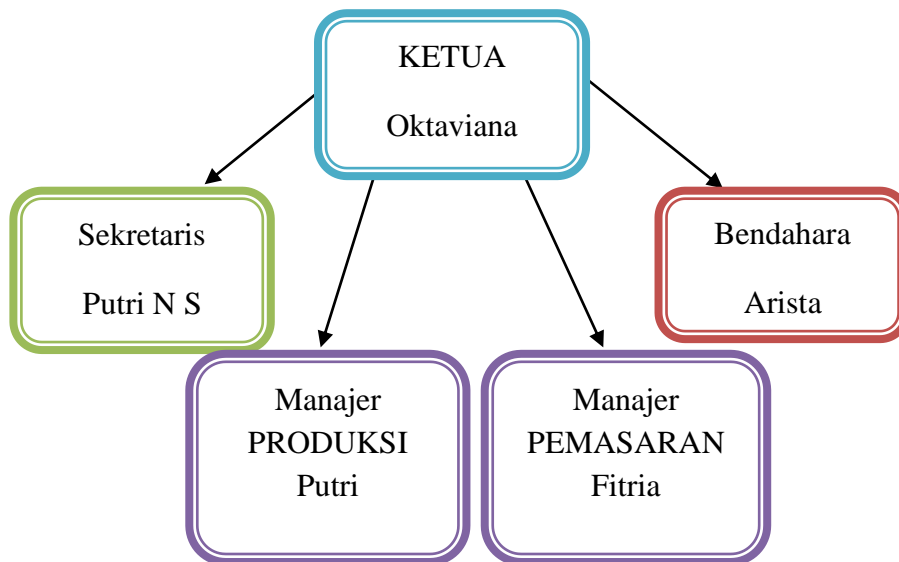 KETUA
Oktaviana
Sekretaris
Putri N S
Bendahara
Arista
Manajer
PRODUKSI
Putri
Manajer
PEMASARAN
Fitria